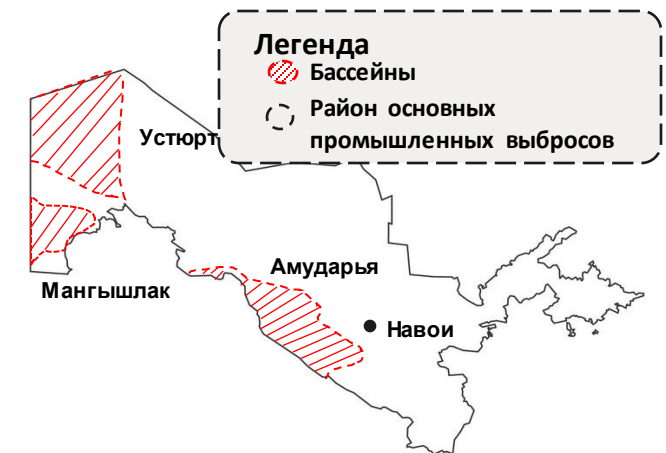 Легенда
Бассейны
Район основных
промышленных выбросов
Устюрт
Амударья
Мангышлак
Навои